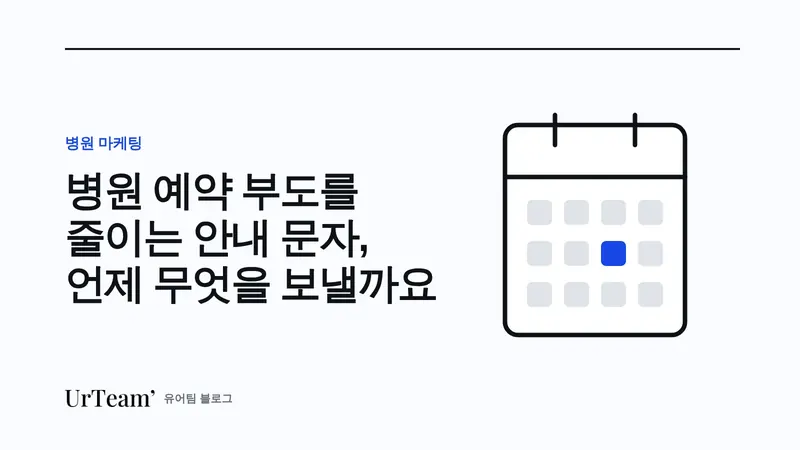 병원 마케팅
병원 예약 부도를
줄이는 안내 문자,
언제 무엇을 보낼까요
UrTeam’ 유어팀 블로그